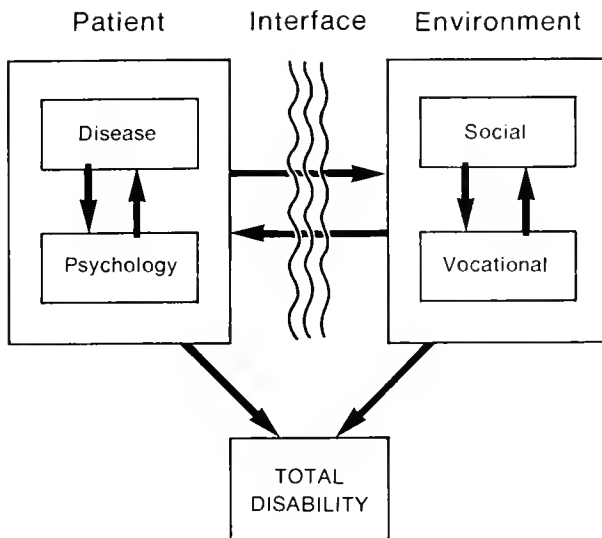 Patient Interface Environment
Disease
Social
Psychology
Vocational
TOTAL
DISABILITY